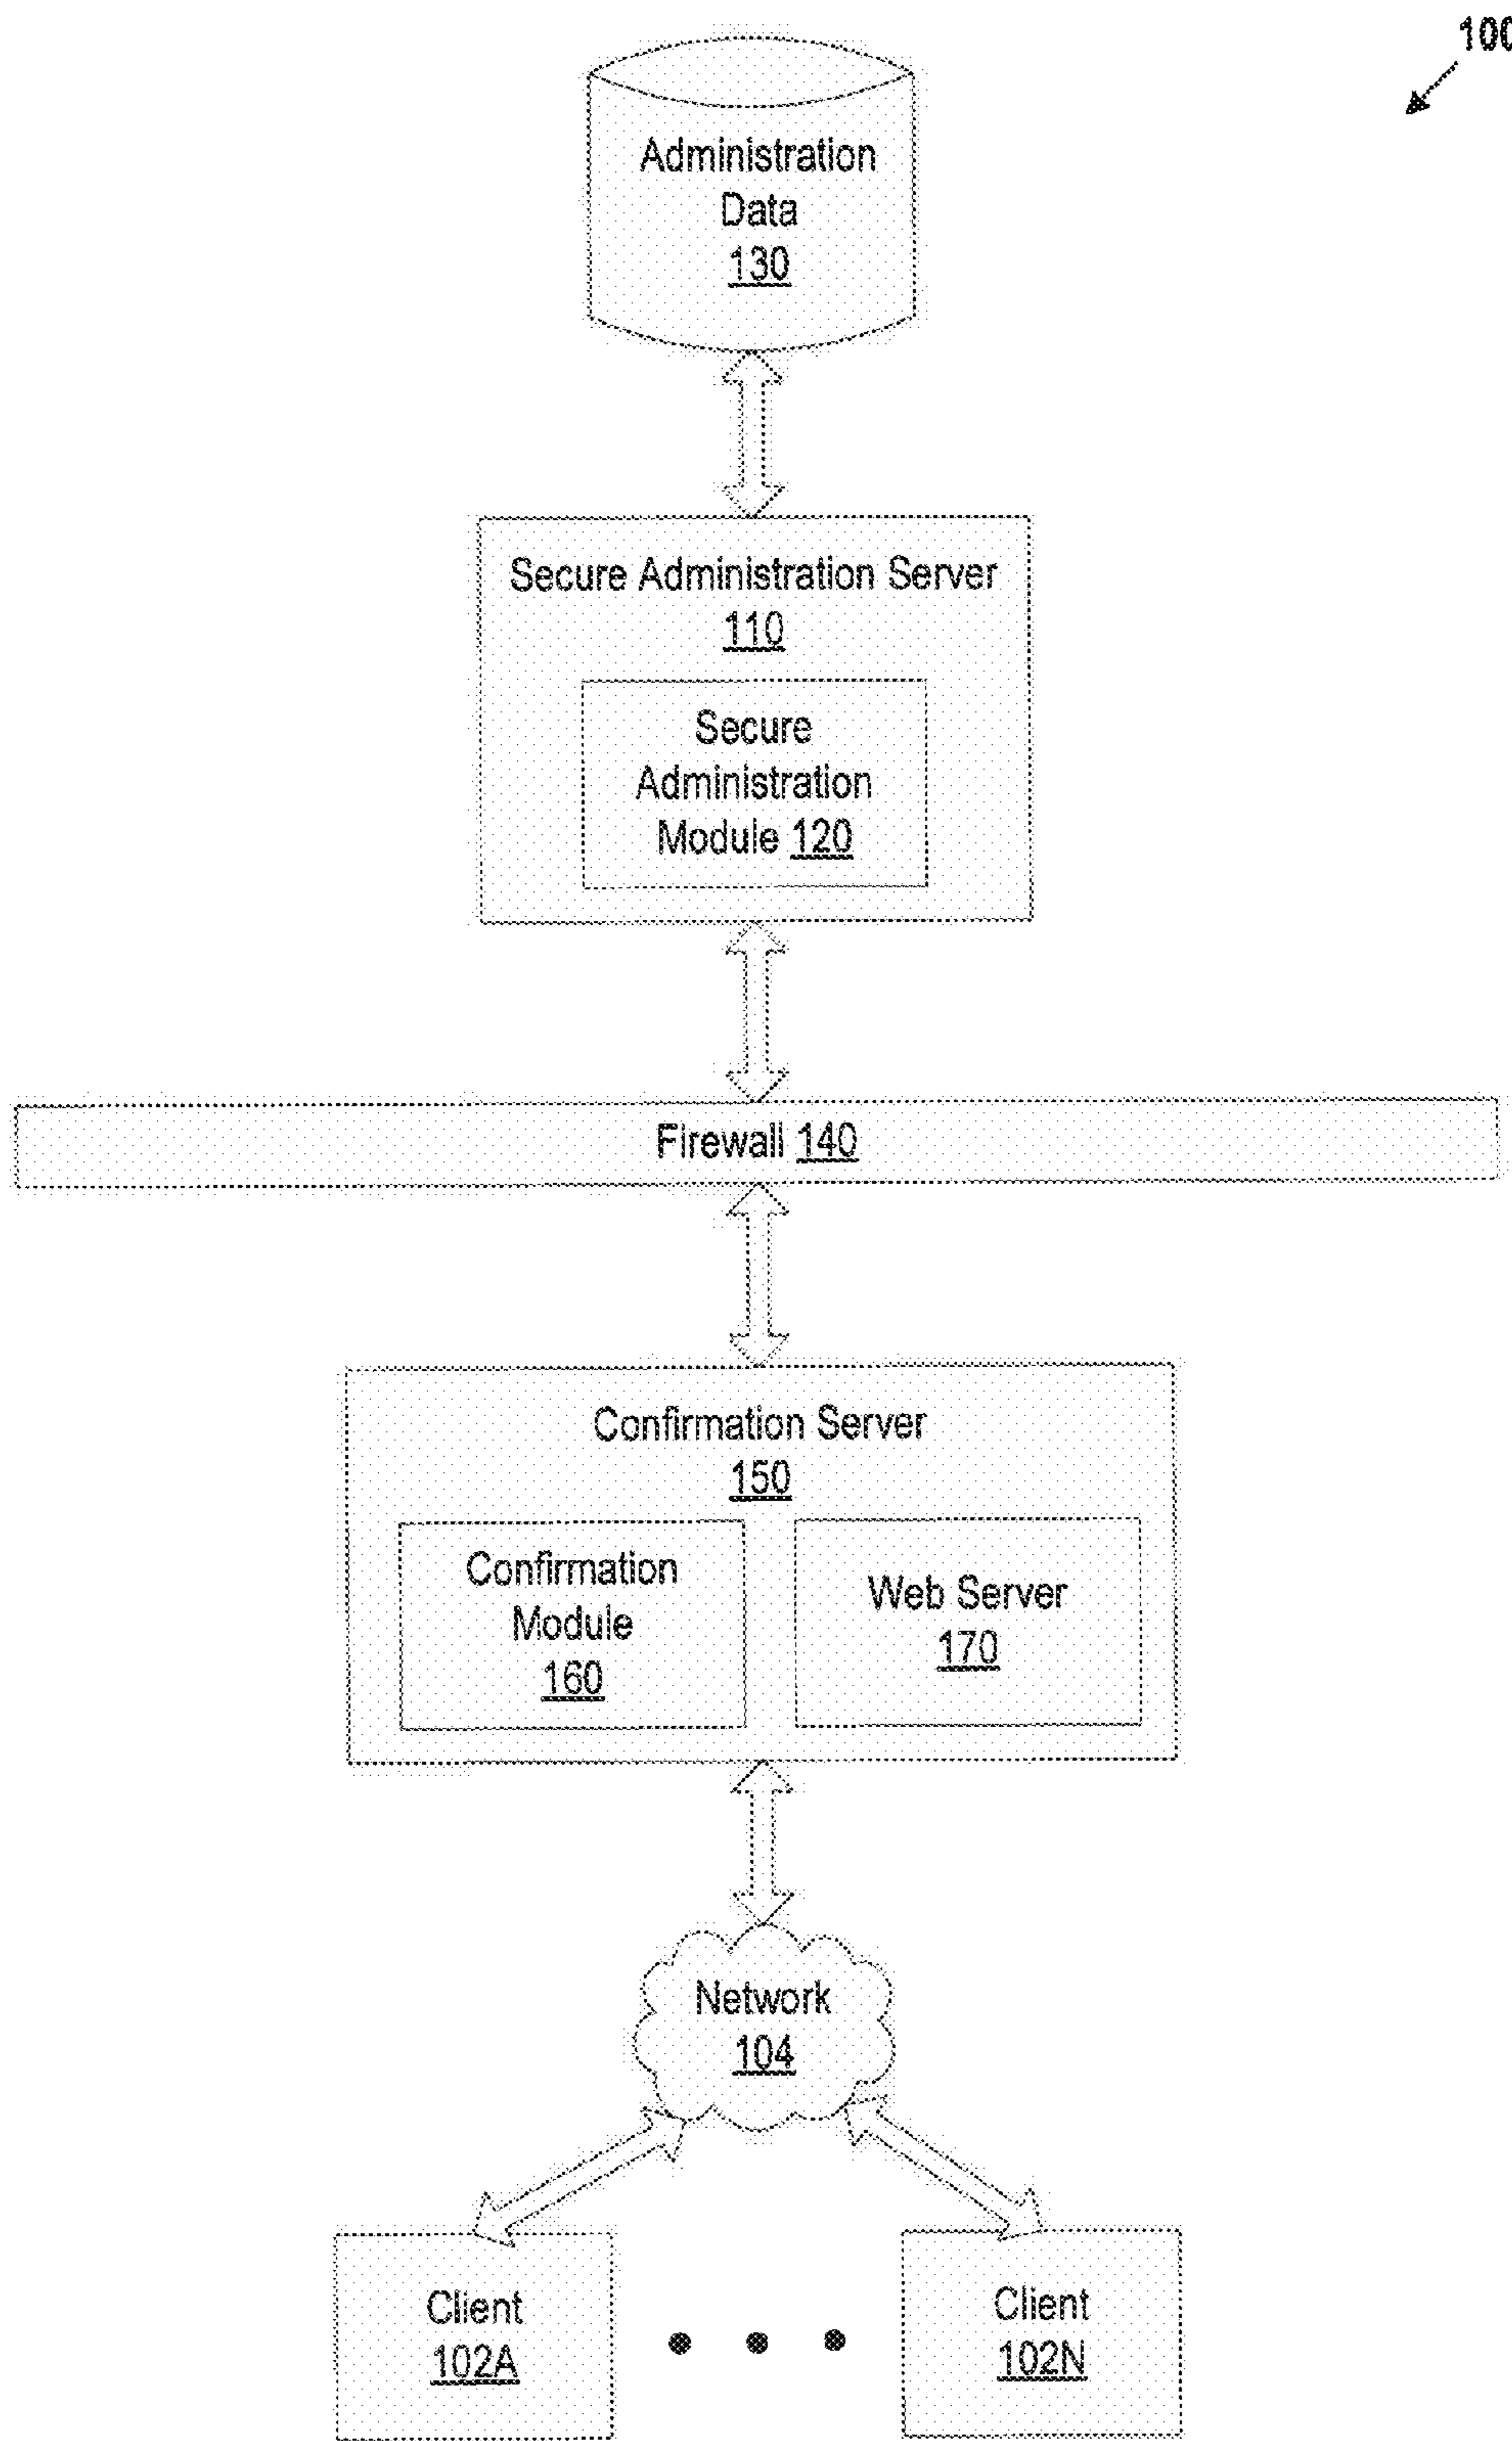 100
Administration
Data
130
Secure Administration Server
110
Secure
Administration
Module 120
Firewall 140
Confirmation Server
150
Confirmation
Module
160
Web Server
170
Network
104
Client
102A
Client
102N